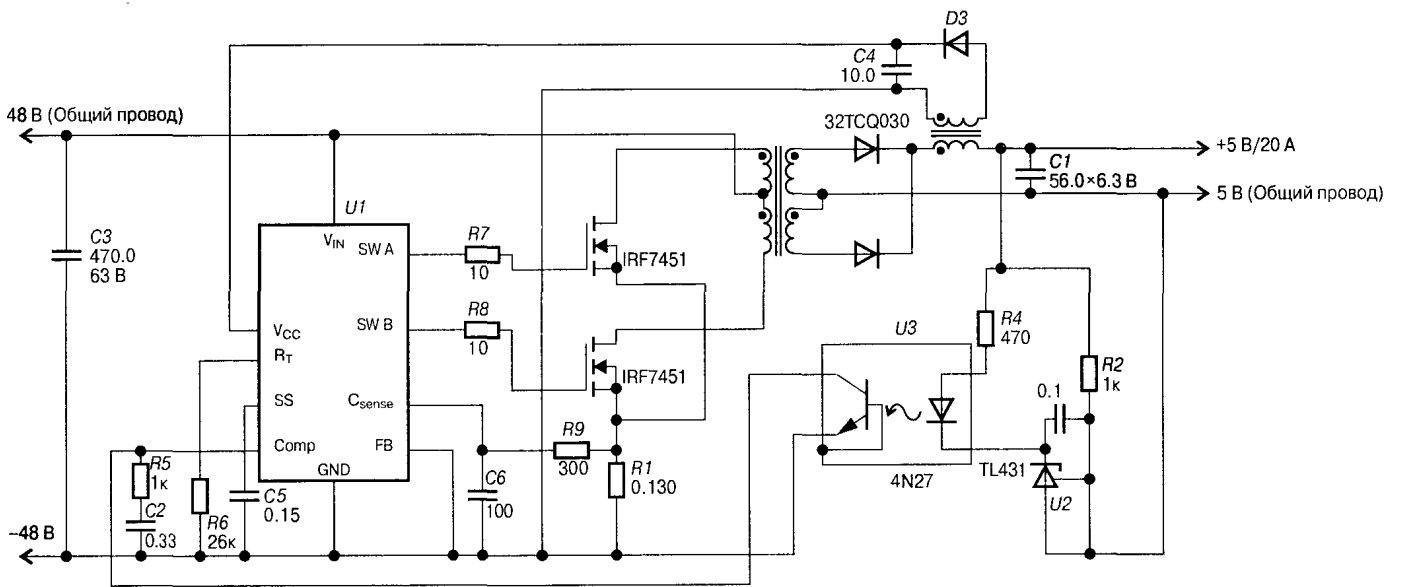 D3
C4
10.0
48 В (Общий провод)
32TCQ030
+5 В/20 А
C1
56.0×6.3 В
5 В (Общий провод)
U1
C3
470.0
63 В
VIN
SW A
R7
10
IRF7451
VCC
SW B
R8
10
RT
IRF7451
U3
R4
470
R2
1к
SS
Csense
0.1
Comp
FB
R9
300
R5
1к
GND
R1
0.130
TL431
U2
4N27
C2
0.33
R6
26к
C5
0.15
C6
100
–48 В